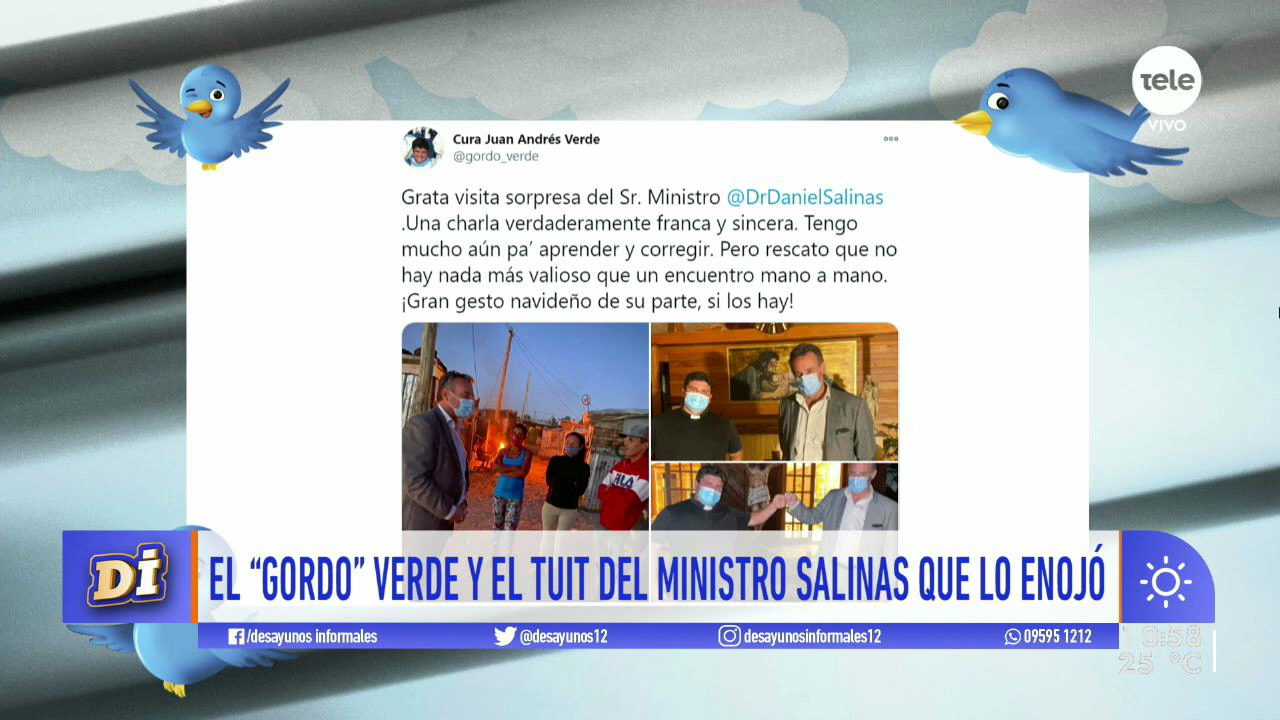 tele
VIVO
Cura Juan Andrés Verde
@gordo_verde
Grata visita sorpresa del Sr. Ministro @DrDanielSalinas
.Una charla verdaderamente franca y sincera. Tengo
mucho aún pa’ aprender y corregir. Pero rescato que no
hay nada más valioso que un encuentro mano a mano.
¡Gran gesto navideño de su parte, si los hay!
FILA
Di
EL “GORDO” VERDE Y EL TUIT DEL MINISTRO SALINAS QUE LO ENOJÓ
/desayunos informales @desayunos12 desayunosinformales12 09595 1212
10:58
25 °C